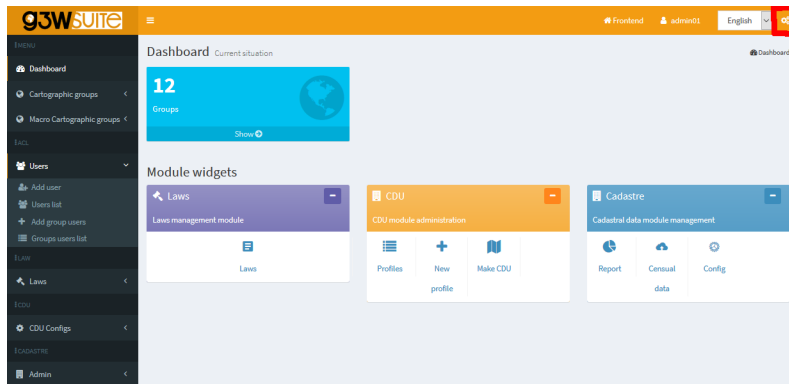 G3WSUITE
Frontend admin01 English
MENU
Dashboard
Cartographic groups
Macro Cartographic groups
ACL
Users
Add user
Users list
Add group users
Groups users list
LAW
Laws
CDU
CDU Configs
CADASTRE
Admin
Dashboard Current situation
Dashboard
12
Groups
Show
Module widgets
Laws
Laws management module
Laws
CDU
CDU module administration
Profiles New profile Make CDU
Cadastre
Cadastral data module management
Report Censual data Config